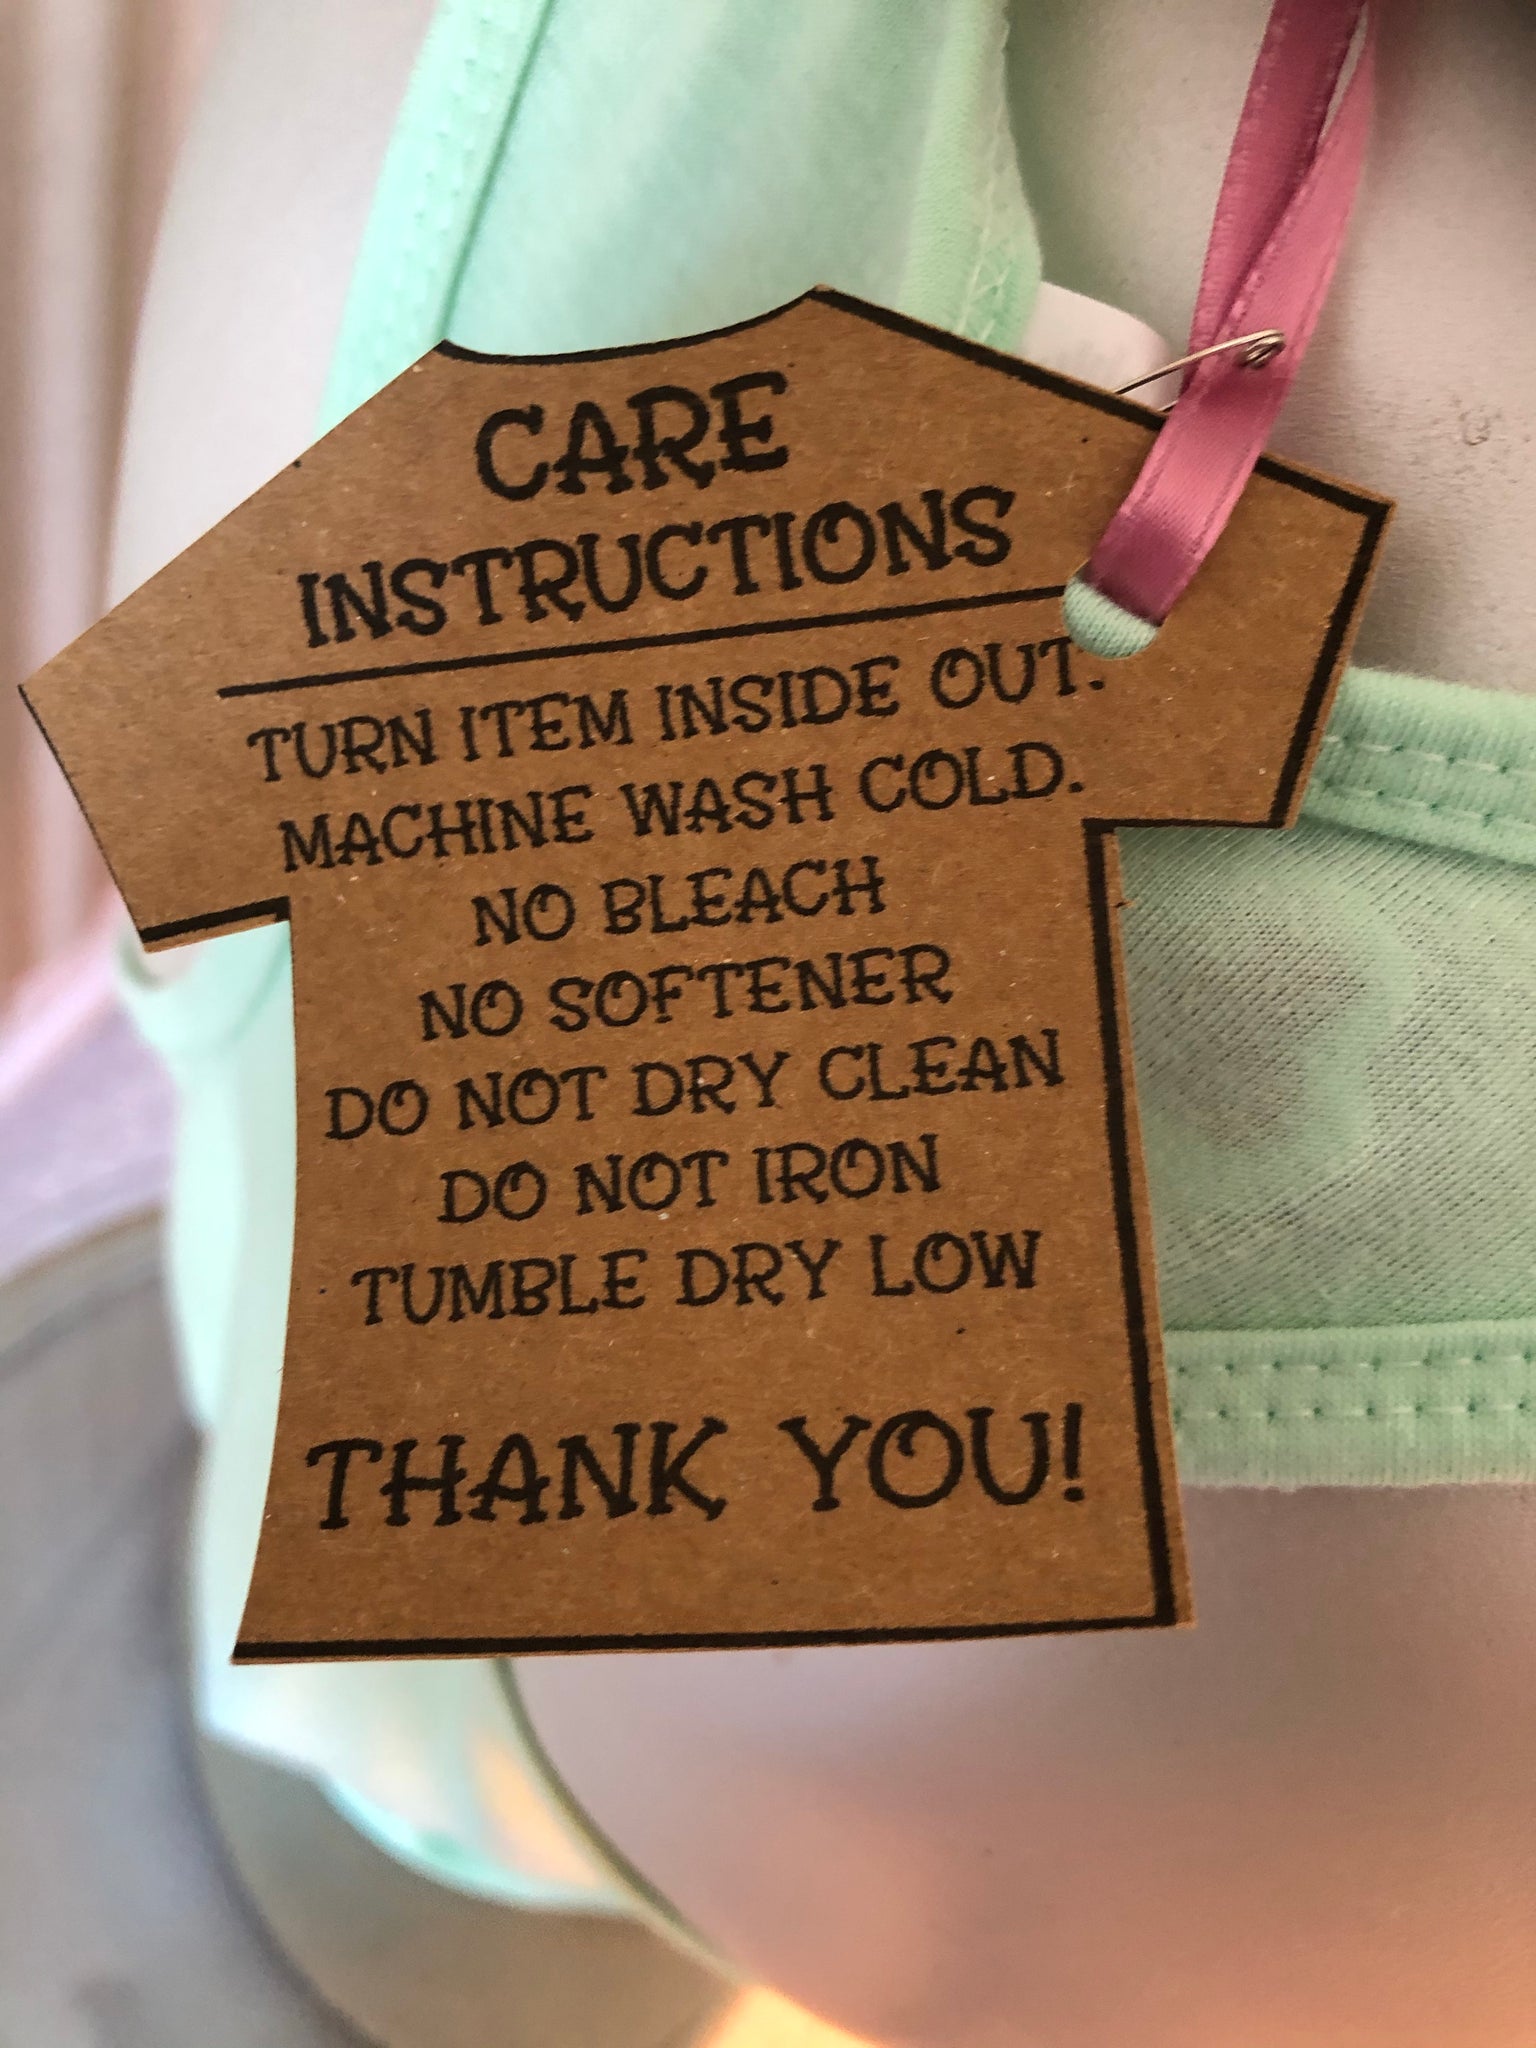 CARE
INSTRUCTIONS
TURN ITEM INSIDE OUT.
MACHINE WASH COLD.
NO BLEACH
NO SOFTENER
DO NOT DRY CLEAN
DO NOT IRON
TUMBLE DRY LOW
THANK YOU!